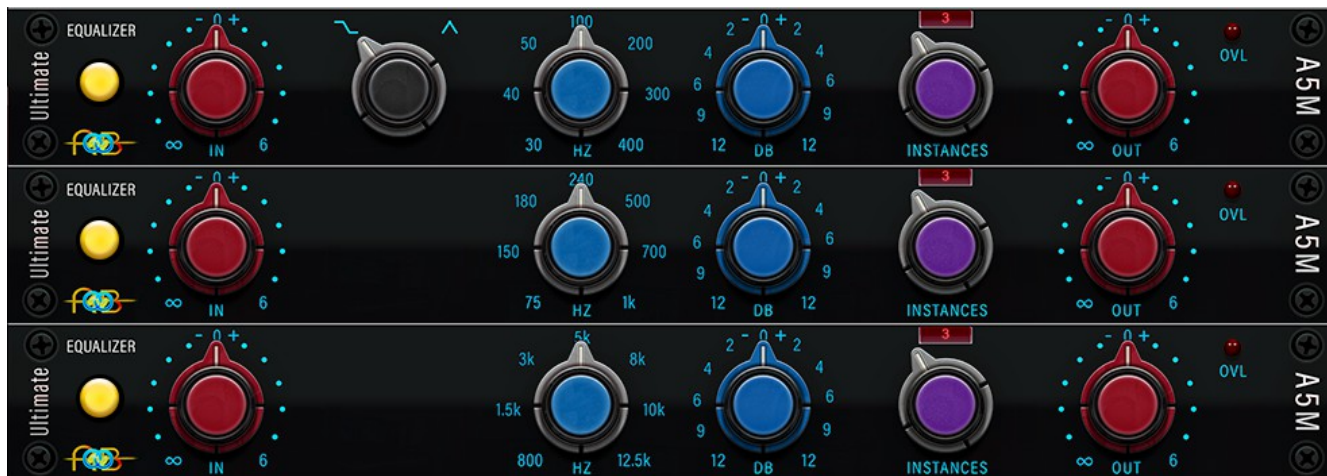 Ultimate
EQUALIZER
- 0 +
∞ IN 6
100
50 200
40 300
30 HZ 400
- 0 +
2 2
4 4
6 6
9 9
12 DB 12
3
INSTANCES
- 0 +
∞ OUT 6
OVL
A5M
Ultimate
EQUALIZER
- 0 +
∞ IN 6
240
180 500
150 700
75 HZ 1k
- 0 +
2 2
4 4
6 6
9 9
12 DB 12
3
INSTANCES
- 0 +
∞ OUT 6
OVL
A5M
Ultimate
EQUALIZER
- 0 +
∞ IN 6
5k
3k 8k
1.5k 10k
800 HZ 12.5k
- 0 +
2 2
4 4
6 6
9 9
12 DB 12
3
INSTANCES
- 0 +
∞ OUT 6
OVL
A5M